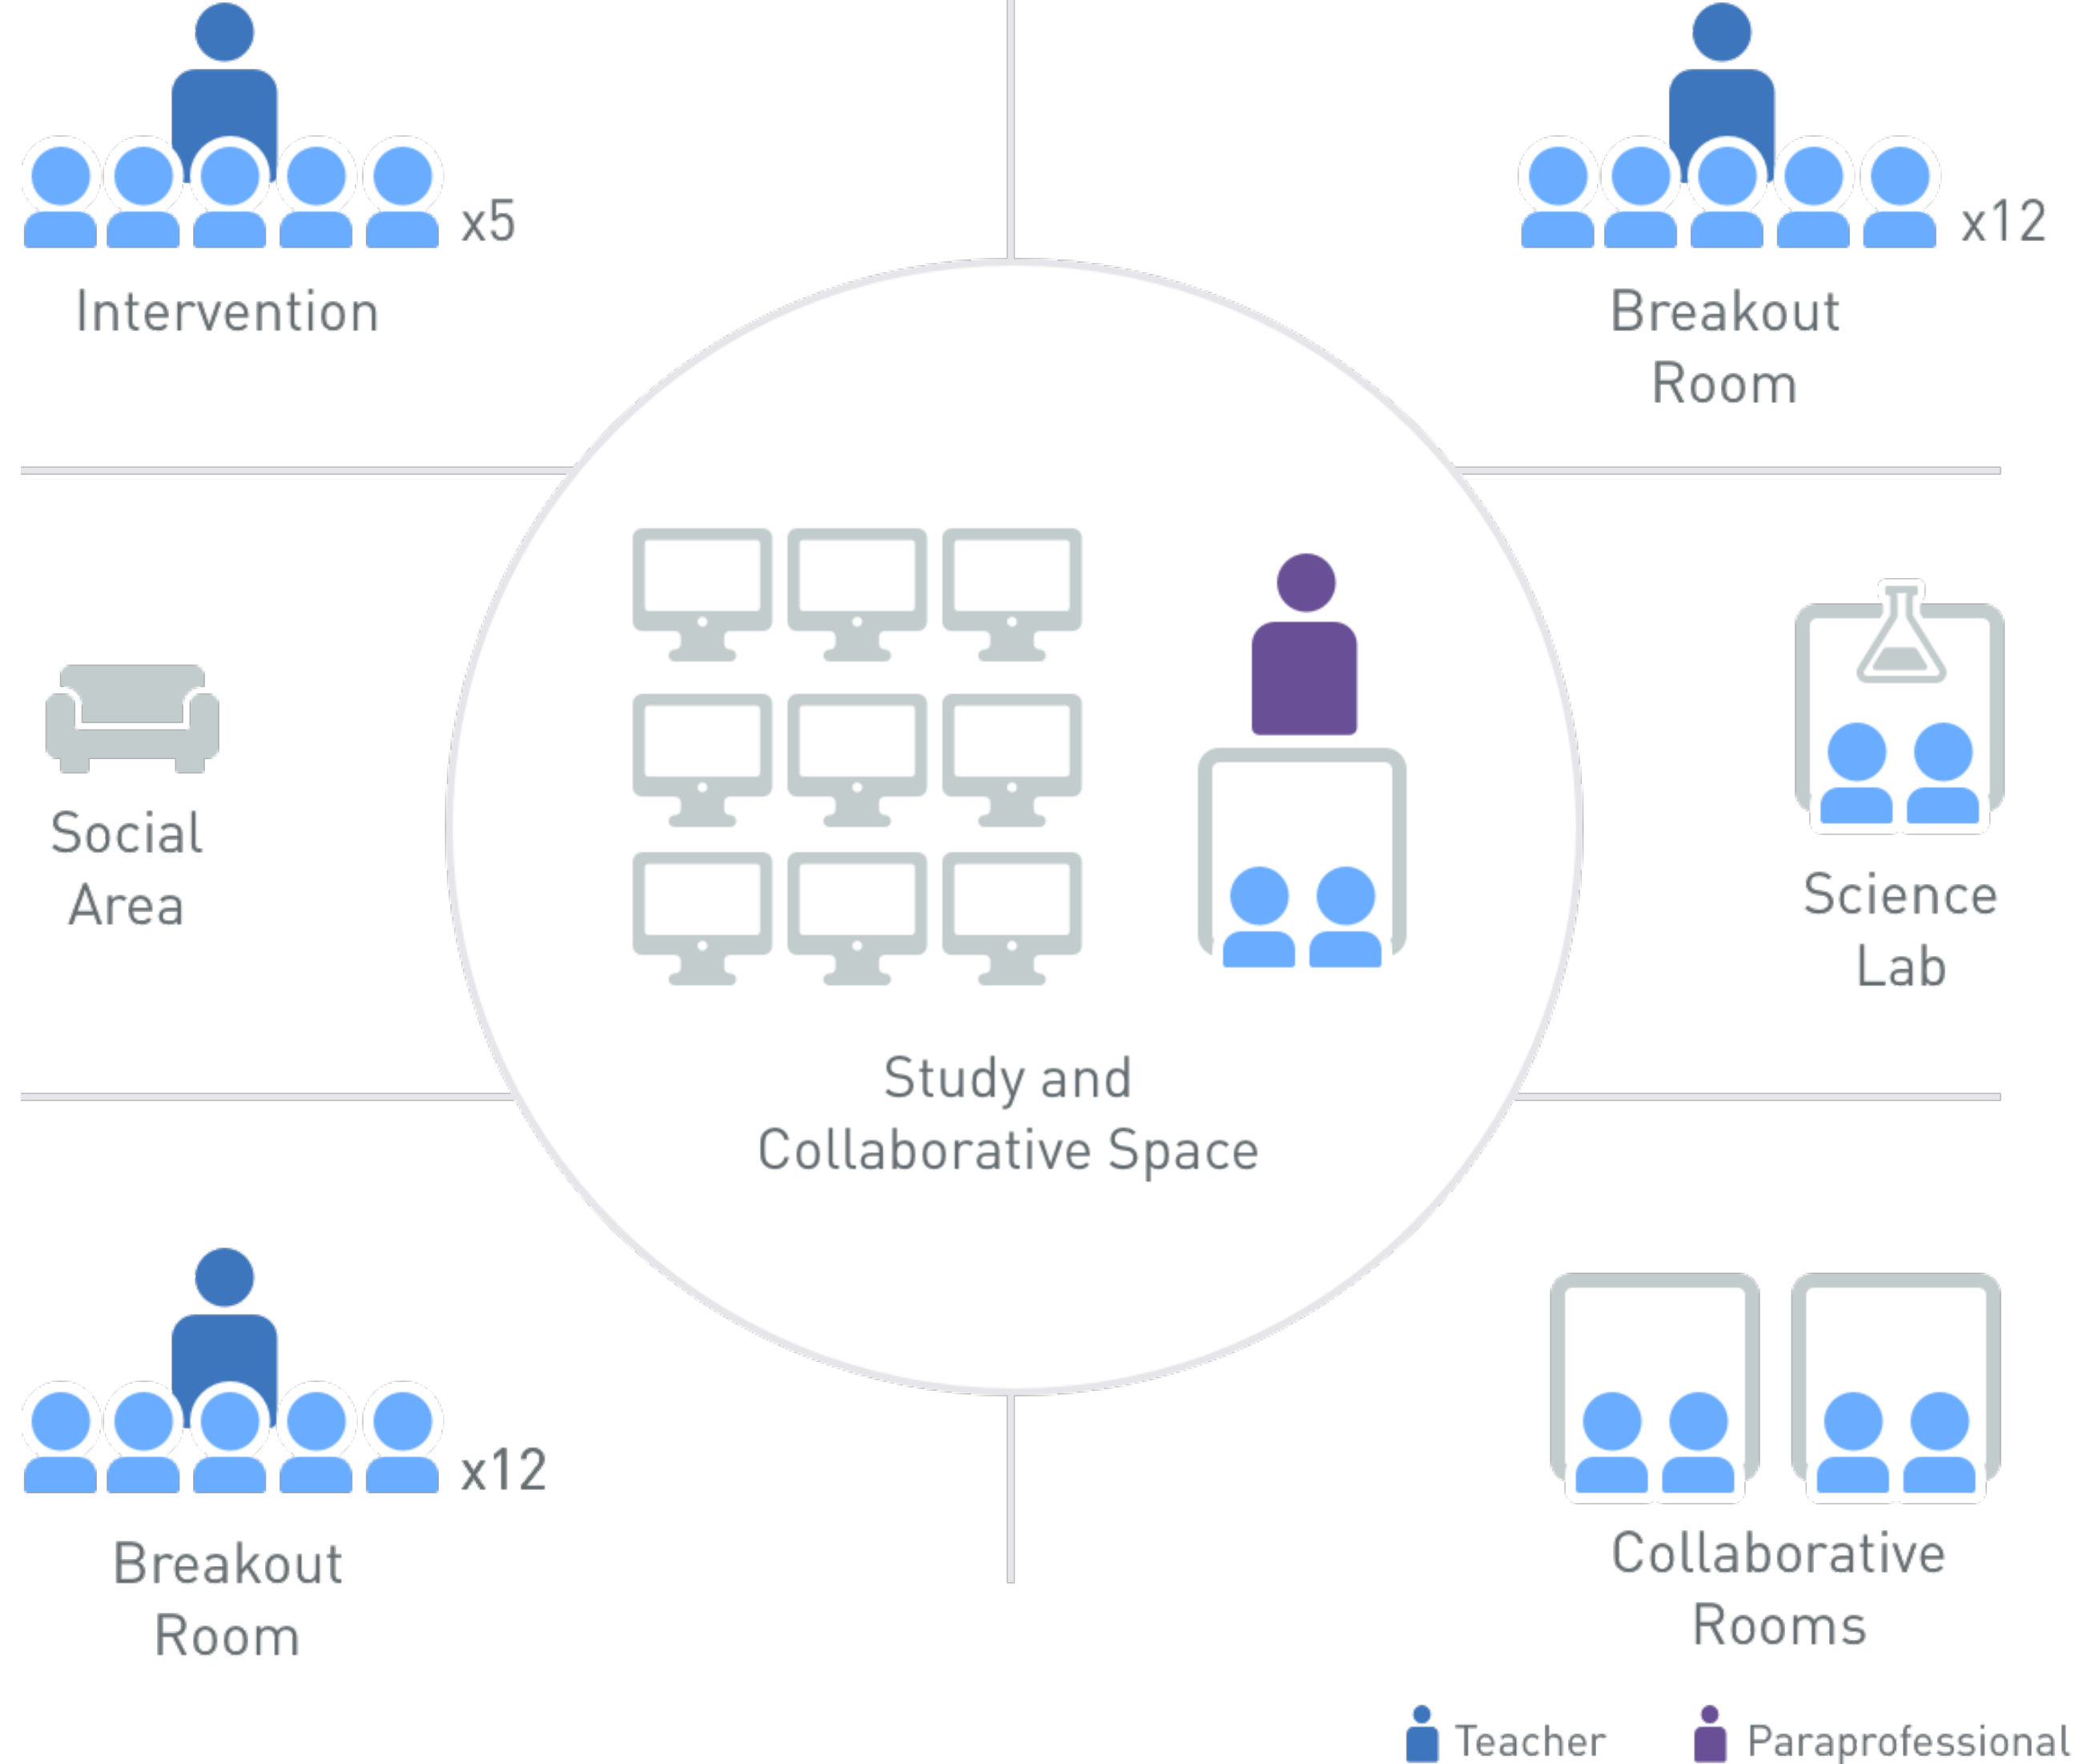 x5
Intervention
x12
Breakout
Room
Social
Area
Study and
Collaborative Space
Science
Lab
x12
Breakout
Room
Collaborative
Rooms
Teacher
Paraprofessional